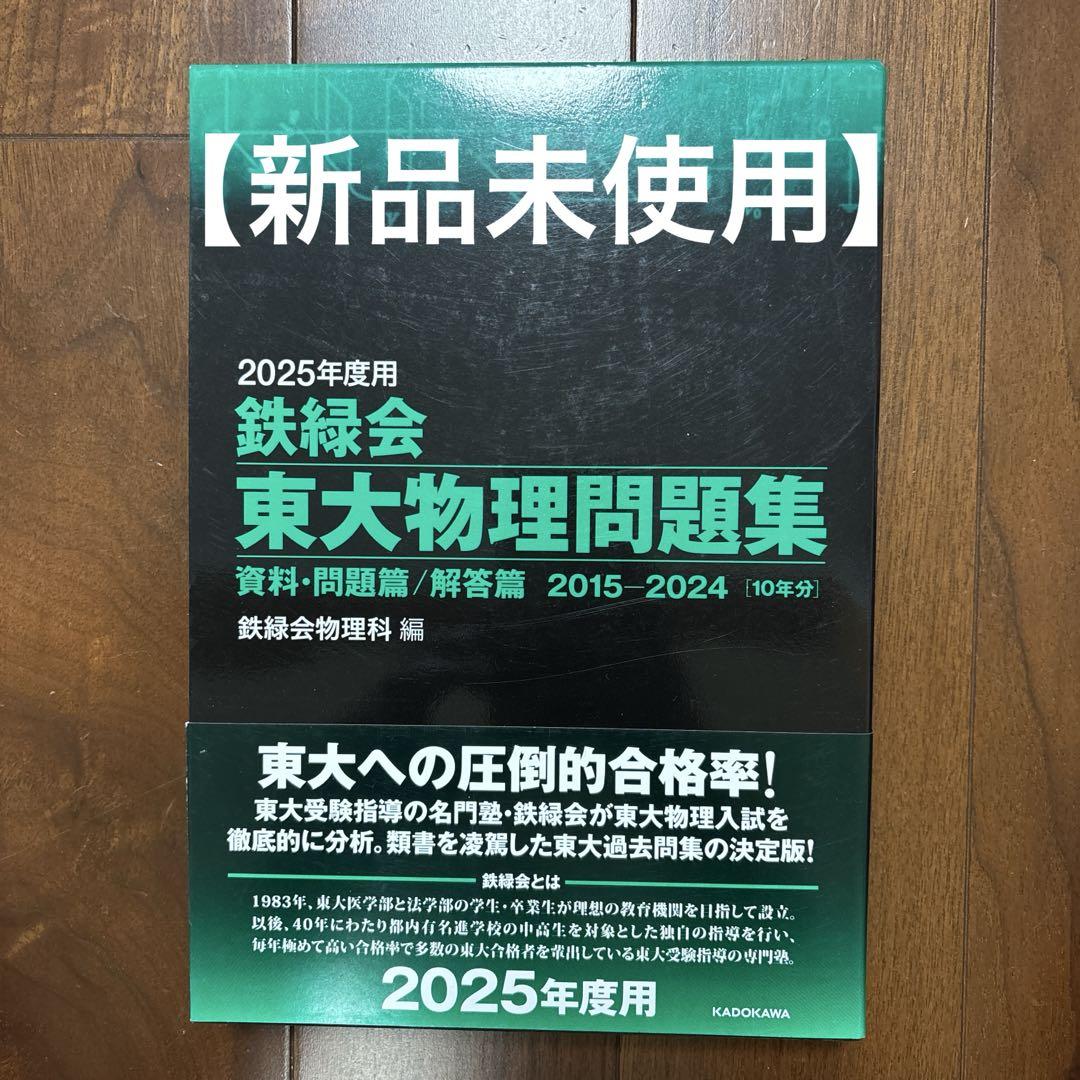 【新品未使用】
2025年度用
鉄緑会
東大物理問題集
資料・問題篇/解答篇 2015―2024 [10年分]
鉄緑会物理科 編
東大への圧倒的合格率!
東大受験指導の名門塾・鉄緑会が東大物理入試を
徹底的に分析。類書を凌駕した東大過去問集の決定版!
鉄緑会とは
1983年、東大医学部と法学部の学生・卒業生が理想の教育機関を目指して設立。
以後、40年にわたり都内有名進学校の中高生を対象とした独自の指導を行い、
毎年極めて高い合格率で多数の東大合格者を輩出している東大受験指導の専門塾。
2025年度用
KADOKAWA